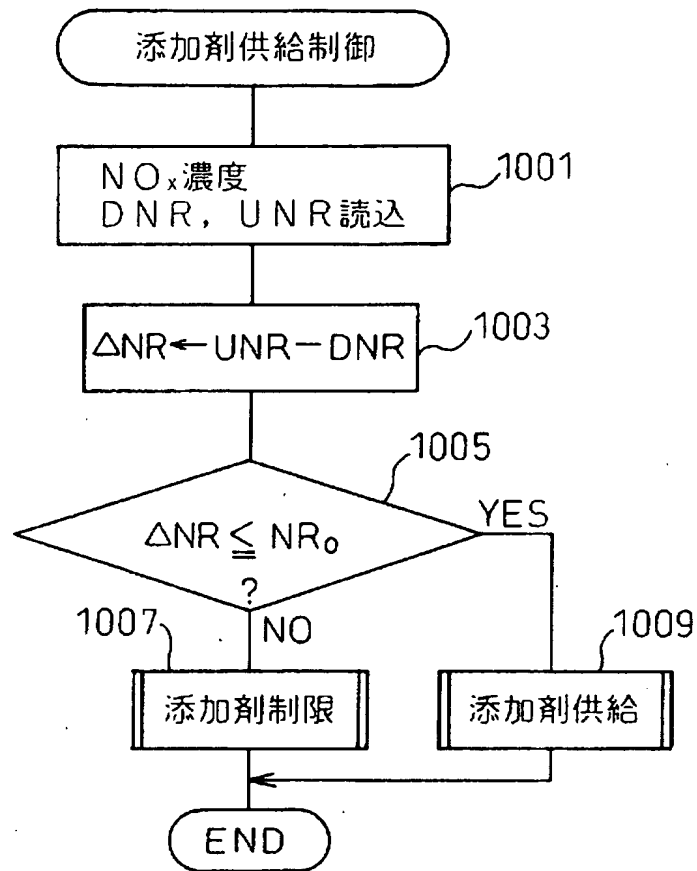 添加剤供給制御
1001
NOx濃度
DNR, UNR読込
1003
△NR←UNR−DNR
1005
△NR≦NR₀
?
YES
NO
1007
1009
添加剤制限
添加剤供給
END